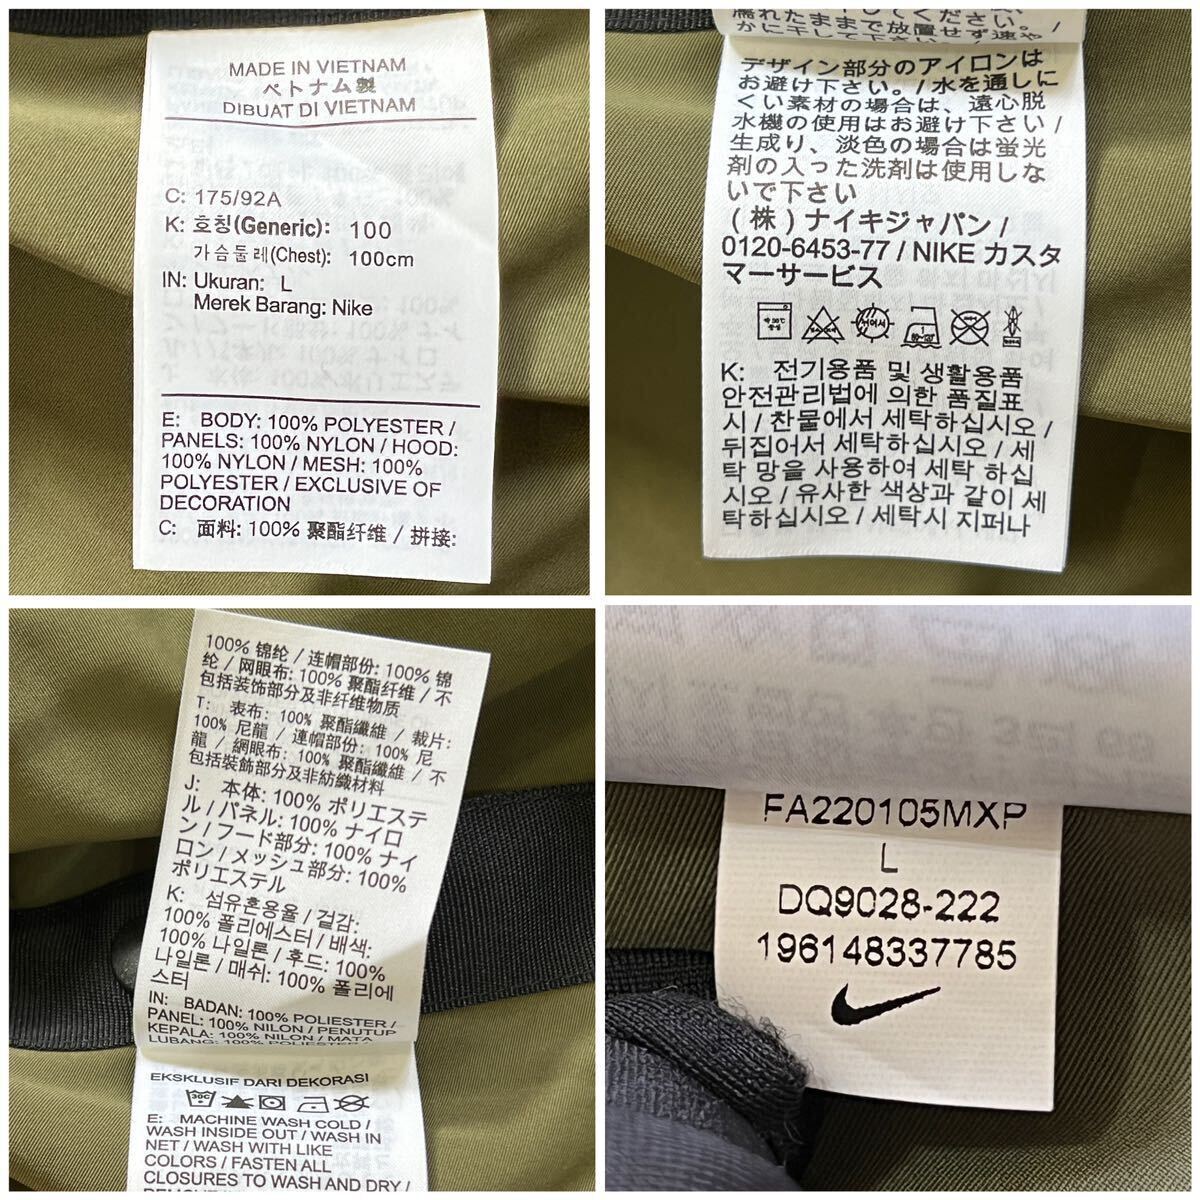 MADE IN VIETNAM
ベトナム製
DIBUAT DI VIETNAM
C: 175/92A
K: 호칭(Generic): 100
가슴둘레(Chest): 100cm
IN: Ukuran: L
Merek Barang: Nike
E: BODY: 100% POLYESTER /
PANELS: 100% NYLON / HOOD:
100% NYLON / MESH: 100%
POLYESTER / EXCLUSIVE OF
DECORATION
C: 面料: 100% 聚酯纤维 / 拼接:
濡れたままで放置せず速や
かに干して下さい。/
デザイン部分のアイロンは
お避け下さい。/ 水を通しに
くい素材の場合は、遠心脱
水機の使用はお避け下さい /
生成り、淡色の場合は蛍光
剤の入った洗剤は使用しな
いで下さい
(株) ナイキジャパン /
0120-6453-77 / NIKE カスタ
マーサービス
K: 전기용품 및 생활용품
안전관리법에 의한 품질표
시 / 찬물에서 세탁하십시오 /
뒤집어서 세탁하십시오 / 세
탁 망을 사용하여 세탁 하십
시오 / 유사한 색상과 같이 세
탁하십시오 / 세탁시 지퍼나
100% 锦纶 / 连帽部份: 100% 锦
纶 / 网眼布: 100% 聚酯纤维 / 不
包括装饰部分及非纤维物质
T: 表布: 100% 聚酯纖維 / 裁片:
100% 尼龍 / 連帽部份: 100% 尼
龍 / 網眼布: 100% 聚酯纖維 / 不
包括裝飾部分及非紡織材料
J: 本体: 100% ポリエステ
ル / パネル: 100% ナイロ
ン / フード部分: 100% ナイ
ロン / メッシュ部分: 100%
ポリエステル
K: 섬유혼용율 / 겉감:
100% 폴리에스터 / 배색:
100% 나일론 / 후드: 100%
나일론 / 매쉬: 100% 폴리에
스터
IN: BADAN: 100% POLIESTER /
PANEL: 100% NILON / PENUTUP
KEPALA: 100% NILON / MATA
LUBANG: 100% POLIESTER /
EKSKLUSIF DARI DEKORASI
30C
E: MACHINE WASH COLD /
WASH INSIDE OUT / WASH IN
NET / WASH WITH LIKE
COLORS / FASTEN ALL
CLOSURES TO WASH AND DRY /
FA220105MXP
L
DQ9028-222
196148337785